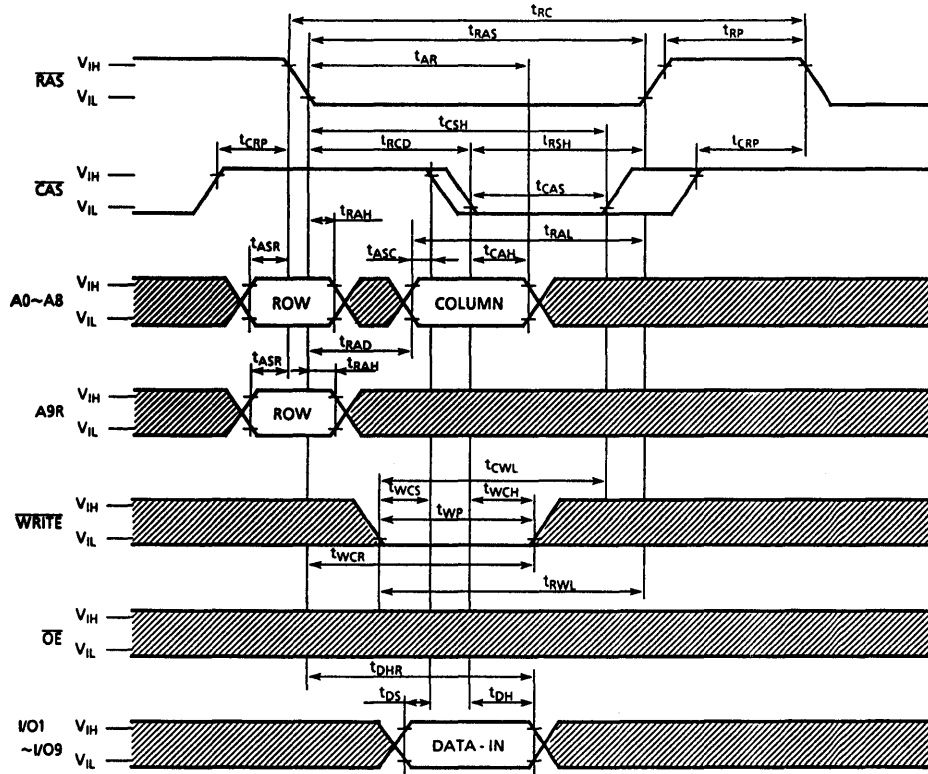 tRC
tRAS
tRP
tAR
RAS
VIH
VIL
tCSH
tCRP
tRCD
tRSH
tCRP
CAS
VIH
VIL
tCAS
tRAH
tRAL
tASR
tASC
tCAH
A0~A8
VIH
VIL
ROW
COLUMN
tRAD
tASR
tRAH
A9R
VIH
VIL
ROW
tCWL
tWCS
tWCH
WRITE
VIH
VIL
tWP
tWCR
tRWL
OE
VIH
VIL
tDHR
tDS
tDH
I/O1
~I/O9
VIH
VIL
DATA - IN